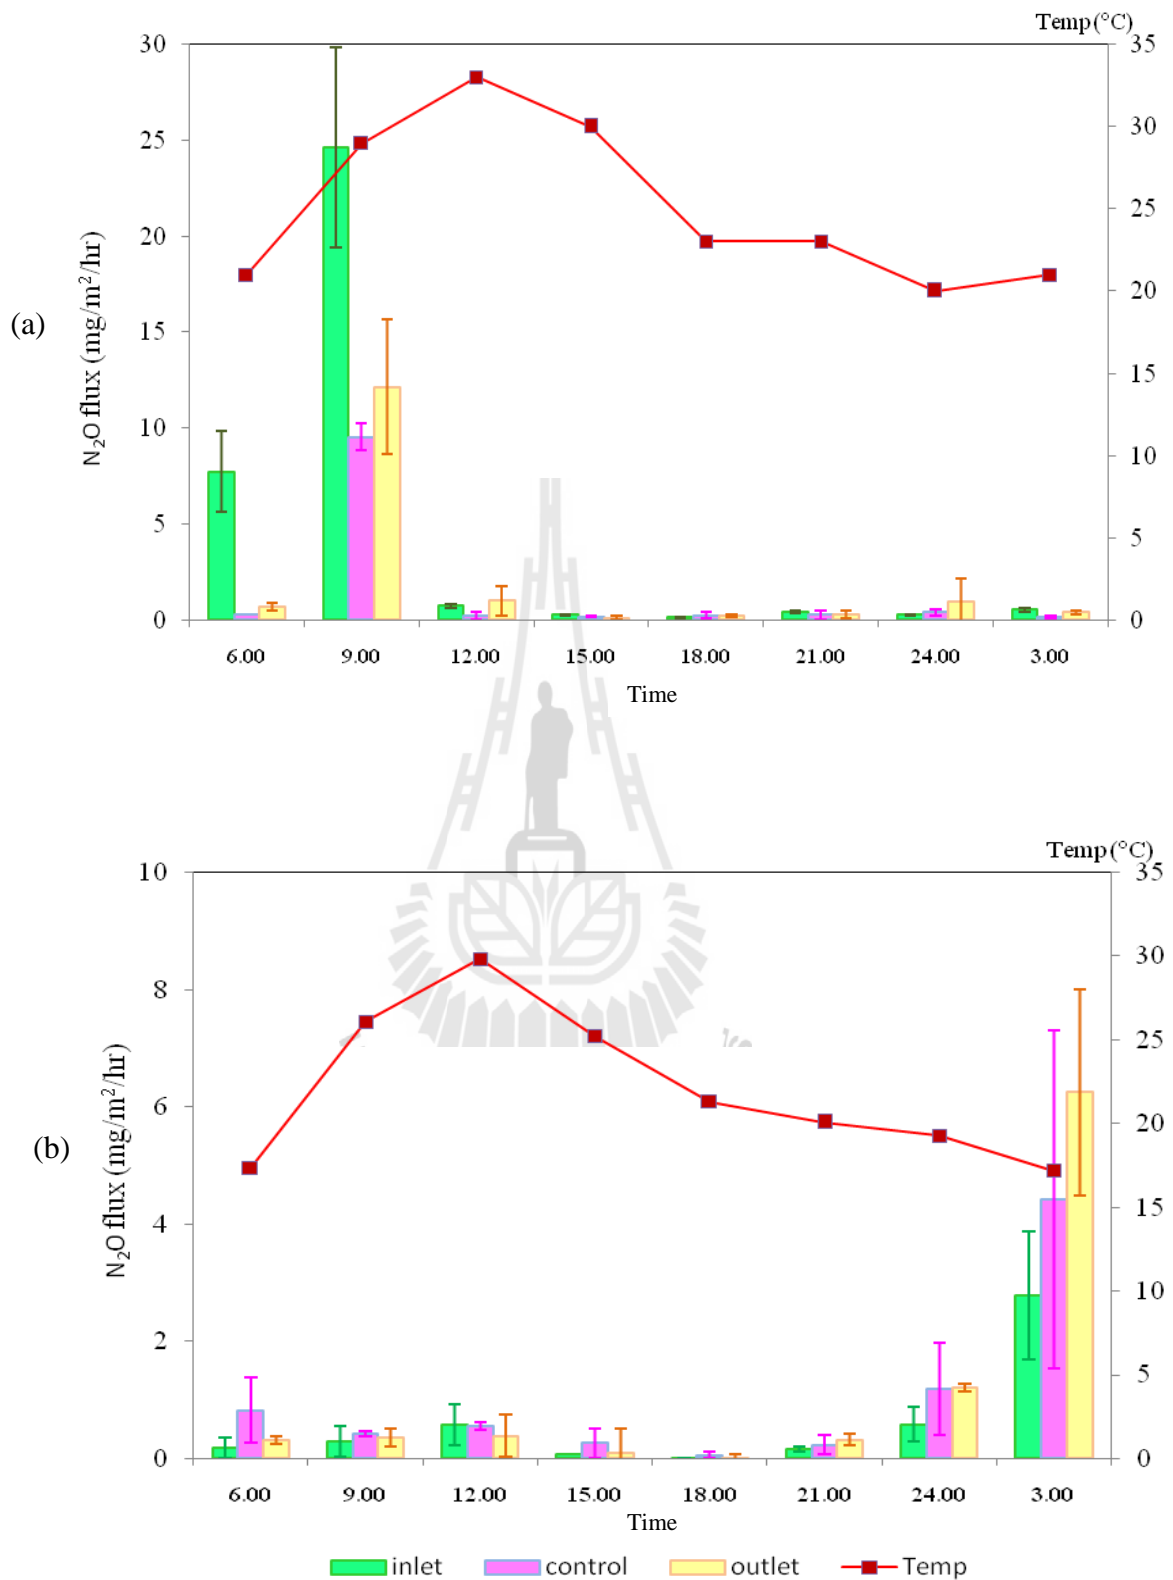 Temp(°C)
30 35
25 30
20 25
15 20
10 15
5 10
0 5
0
(a)
N₂O flux (mg/m²/hr)
6.00 9.00 12.00 15.00 18.00 21.00 24.00 3.00
Time
Temp(°C)
10 35
8 30
6 25
4 20
2 15
0 10
5
0
(b)
N₂O flux (mg/m²/hr)
6.00 9.00 12.00 15.00 18.00 21.00 24.00 3.00
Time
inlet control outlet Temp